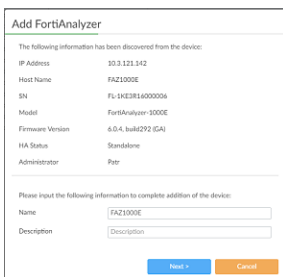 Add FortiAnalyzer
The following information has been discovered from the device:
IP Address 10.3.121.142
Host Name FAZ1000E
SN FL-1KE3R16000006
Model FortiAnalyzer-1000E
Firmware Version 6.0.4, build292 (GA)
HA Status Standalone
Administrator Patr
Please input the following information to complete addition of the device:
Name FAZ1000E
Description Description
Next > Cancel